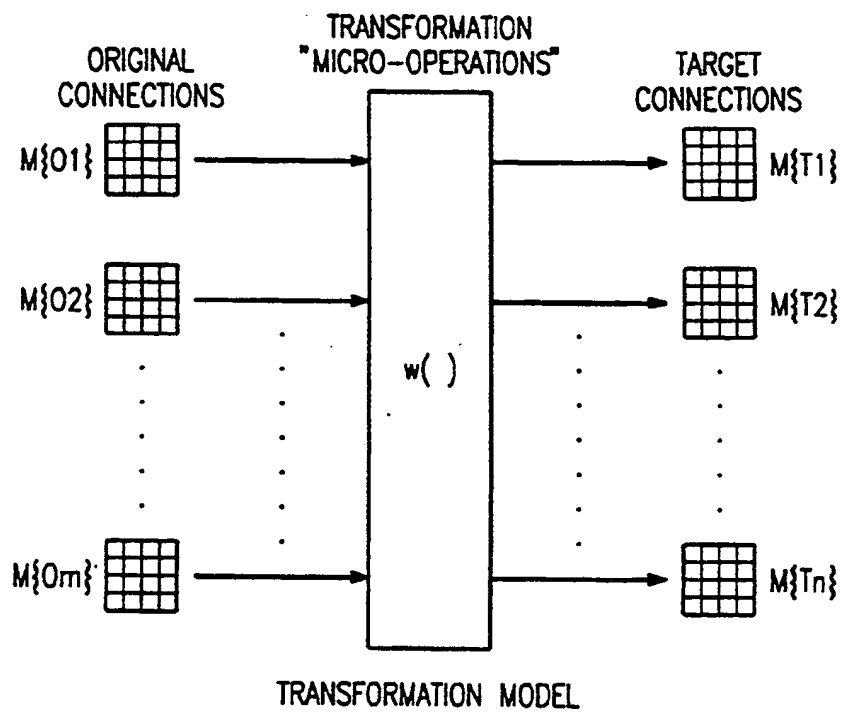 TRANSFORMATION
"MICRO-OPERATIONS"
ORIGINAL
CONNECTIONS
TARGET
CONNECTIONS
M{O1}
M{T1}
M{O2}
M{T2}
w( )
M{Om}
M{Tn}
TRANSFORMATION MODEL